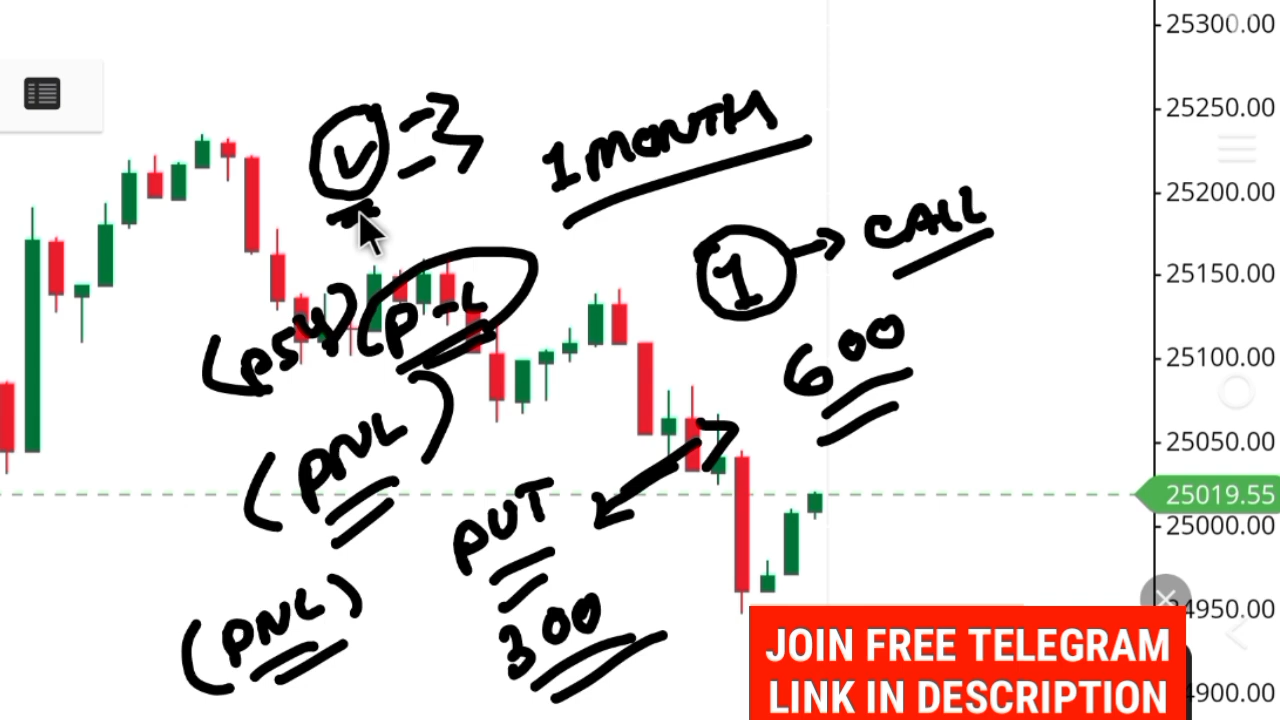 25300.00
25250.00
25200.00
25150.00
25100.00
25050.00
25019.55
25000.00
24950.00
4900.00
V
1 MONTH
1 → CALL
600
(PSY) P-L
(PNL)
PUT
300
(PNL)
JOIN FREE TELEGRAM
LINK IN DESCRIPTION